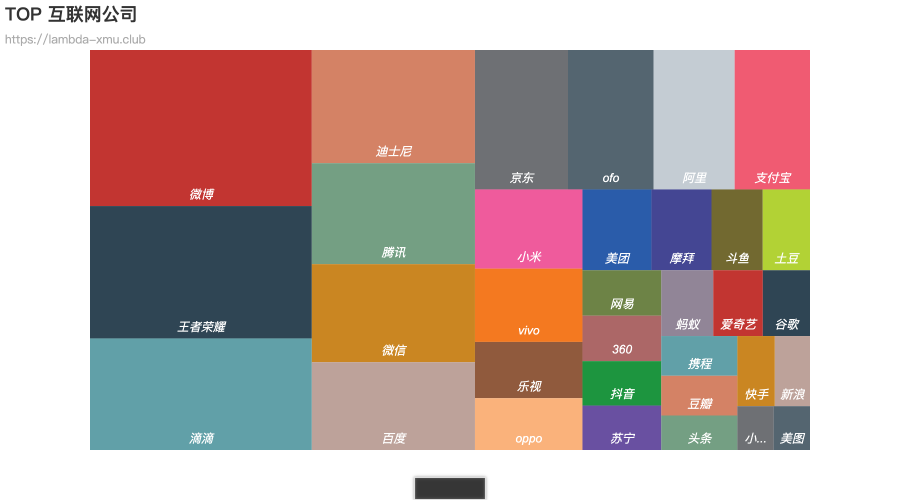 TOP 互联网公司
https://lambda-xmu.club
微博
王者荣耀
滴滴
迪士尼
腾讯
微信
百度
京东
ofo
阿里
支付宝
小米
vivo
乐视
oppo
美团
摩拜
斗鱼
土豆
网易
360
抖音
苏宁
蚂蚁
爱奇艺
谷歌
携程
豆瓣
头条
快手
新浪
小...
美图